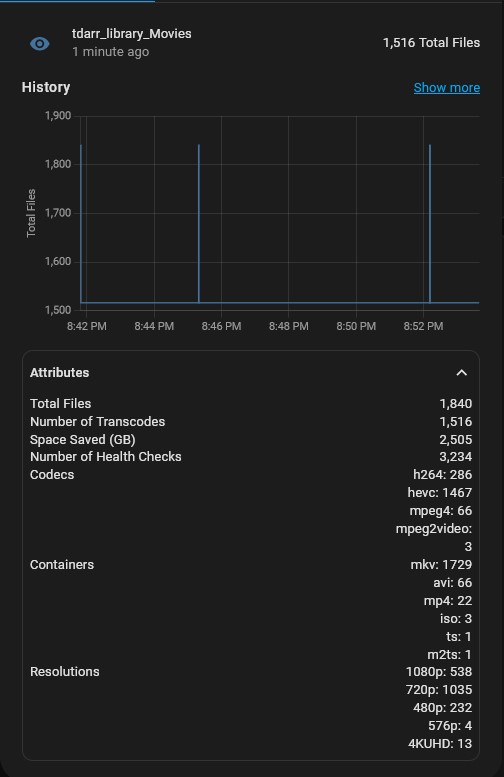 tdarr_library_Movies
1 minute ago
1,516 Total Files
History
Show more
1,900
1,800
1,700
1,600
1,500
Total Files
8:42 PM 8:44 PM 8:46 PM 8:48 PM 8:50 PM 8:52 PM
Attributes
Total Files 1,840
Number of Transcodes 1,516
Space Saved (GB) 2,505
Number of Health Checks 3,234
Codecs h264: 286
hevc: 1467
mpeg4: 66
mpeg2video:
3
Containers mkv: 1729
avi: 66
mp4: 22
iso: 3
ts: 1
m2ts: 1
Resolutions 1080p: 538
720p: 1035
480p: 232
576p: 4
4KUHD: 13